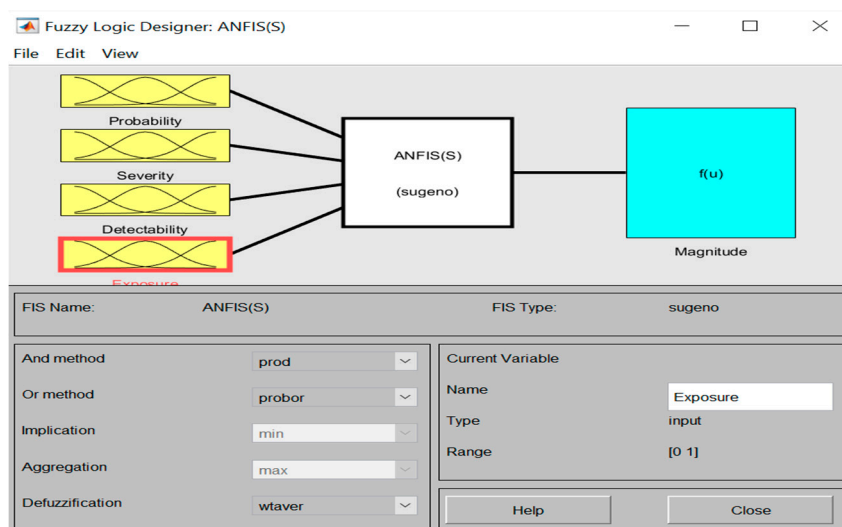 Fuzzy Logic Designer: ANFIS(S)
File Edit View
Probability
Severity
Detectability
Exposure
ANFIS(S)
(sugeno)
f(u)
Magnitude
FIS Name: ANFIS(S) FIS Type: sugeno
And method prod
Or method probor
Implication min
Aggregation max
Defuzzification wtaver
Current Variable
Name Exposure
Type input
Range [0 1]
Help Close